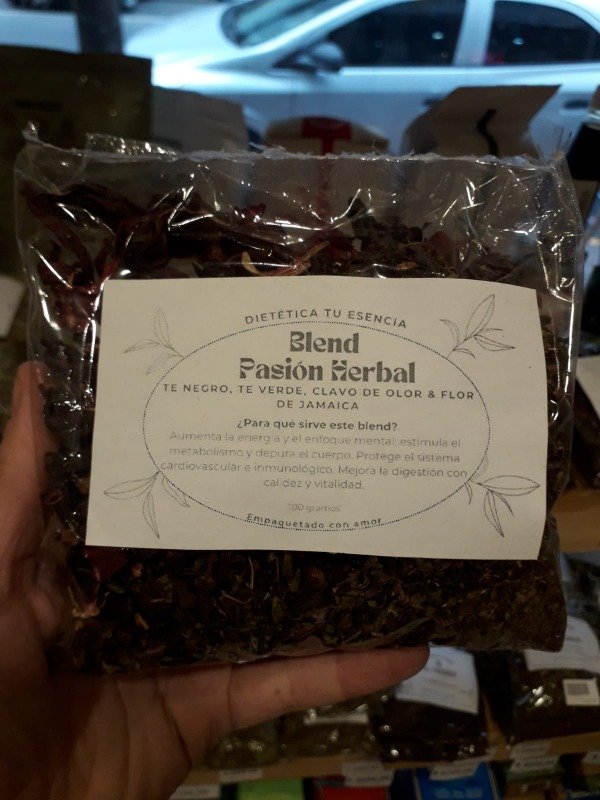 DIETÉTICA TU ESENCIA
Blend
Pasión Herbal
TE NEGRO, TE VERDE, CLAVO DE OLOR & FLOR
DE JAMAICA
¿Para qué sirve este blend?
Aumenta la energía y el enfoque mental; estimula el
metabolismo y depura el cuerpo. Protege el sistema
cardiovascular e inmunológico. Mejora la digestión con
calidez y vitalidad.
100 gramos
Empaquetado con amor